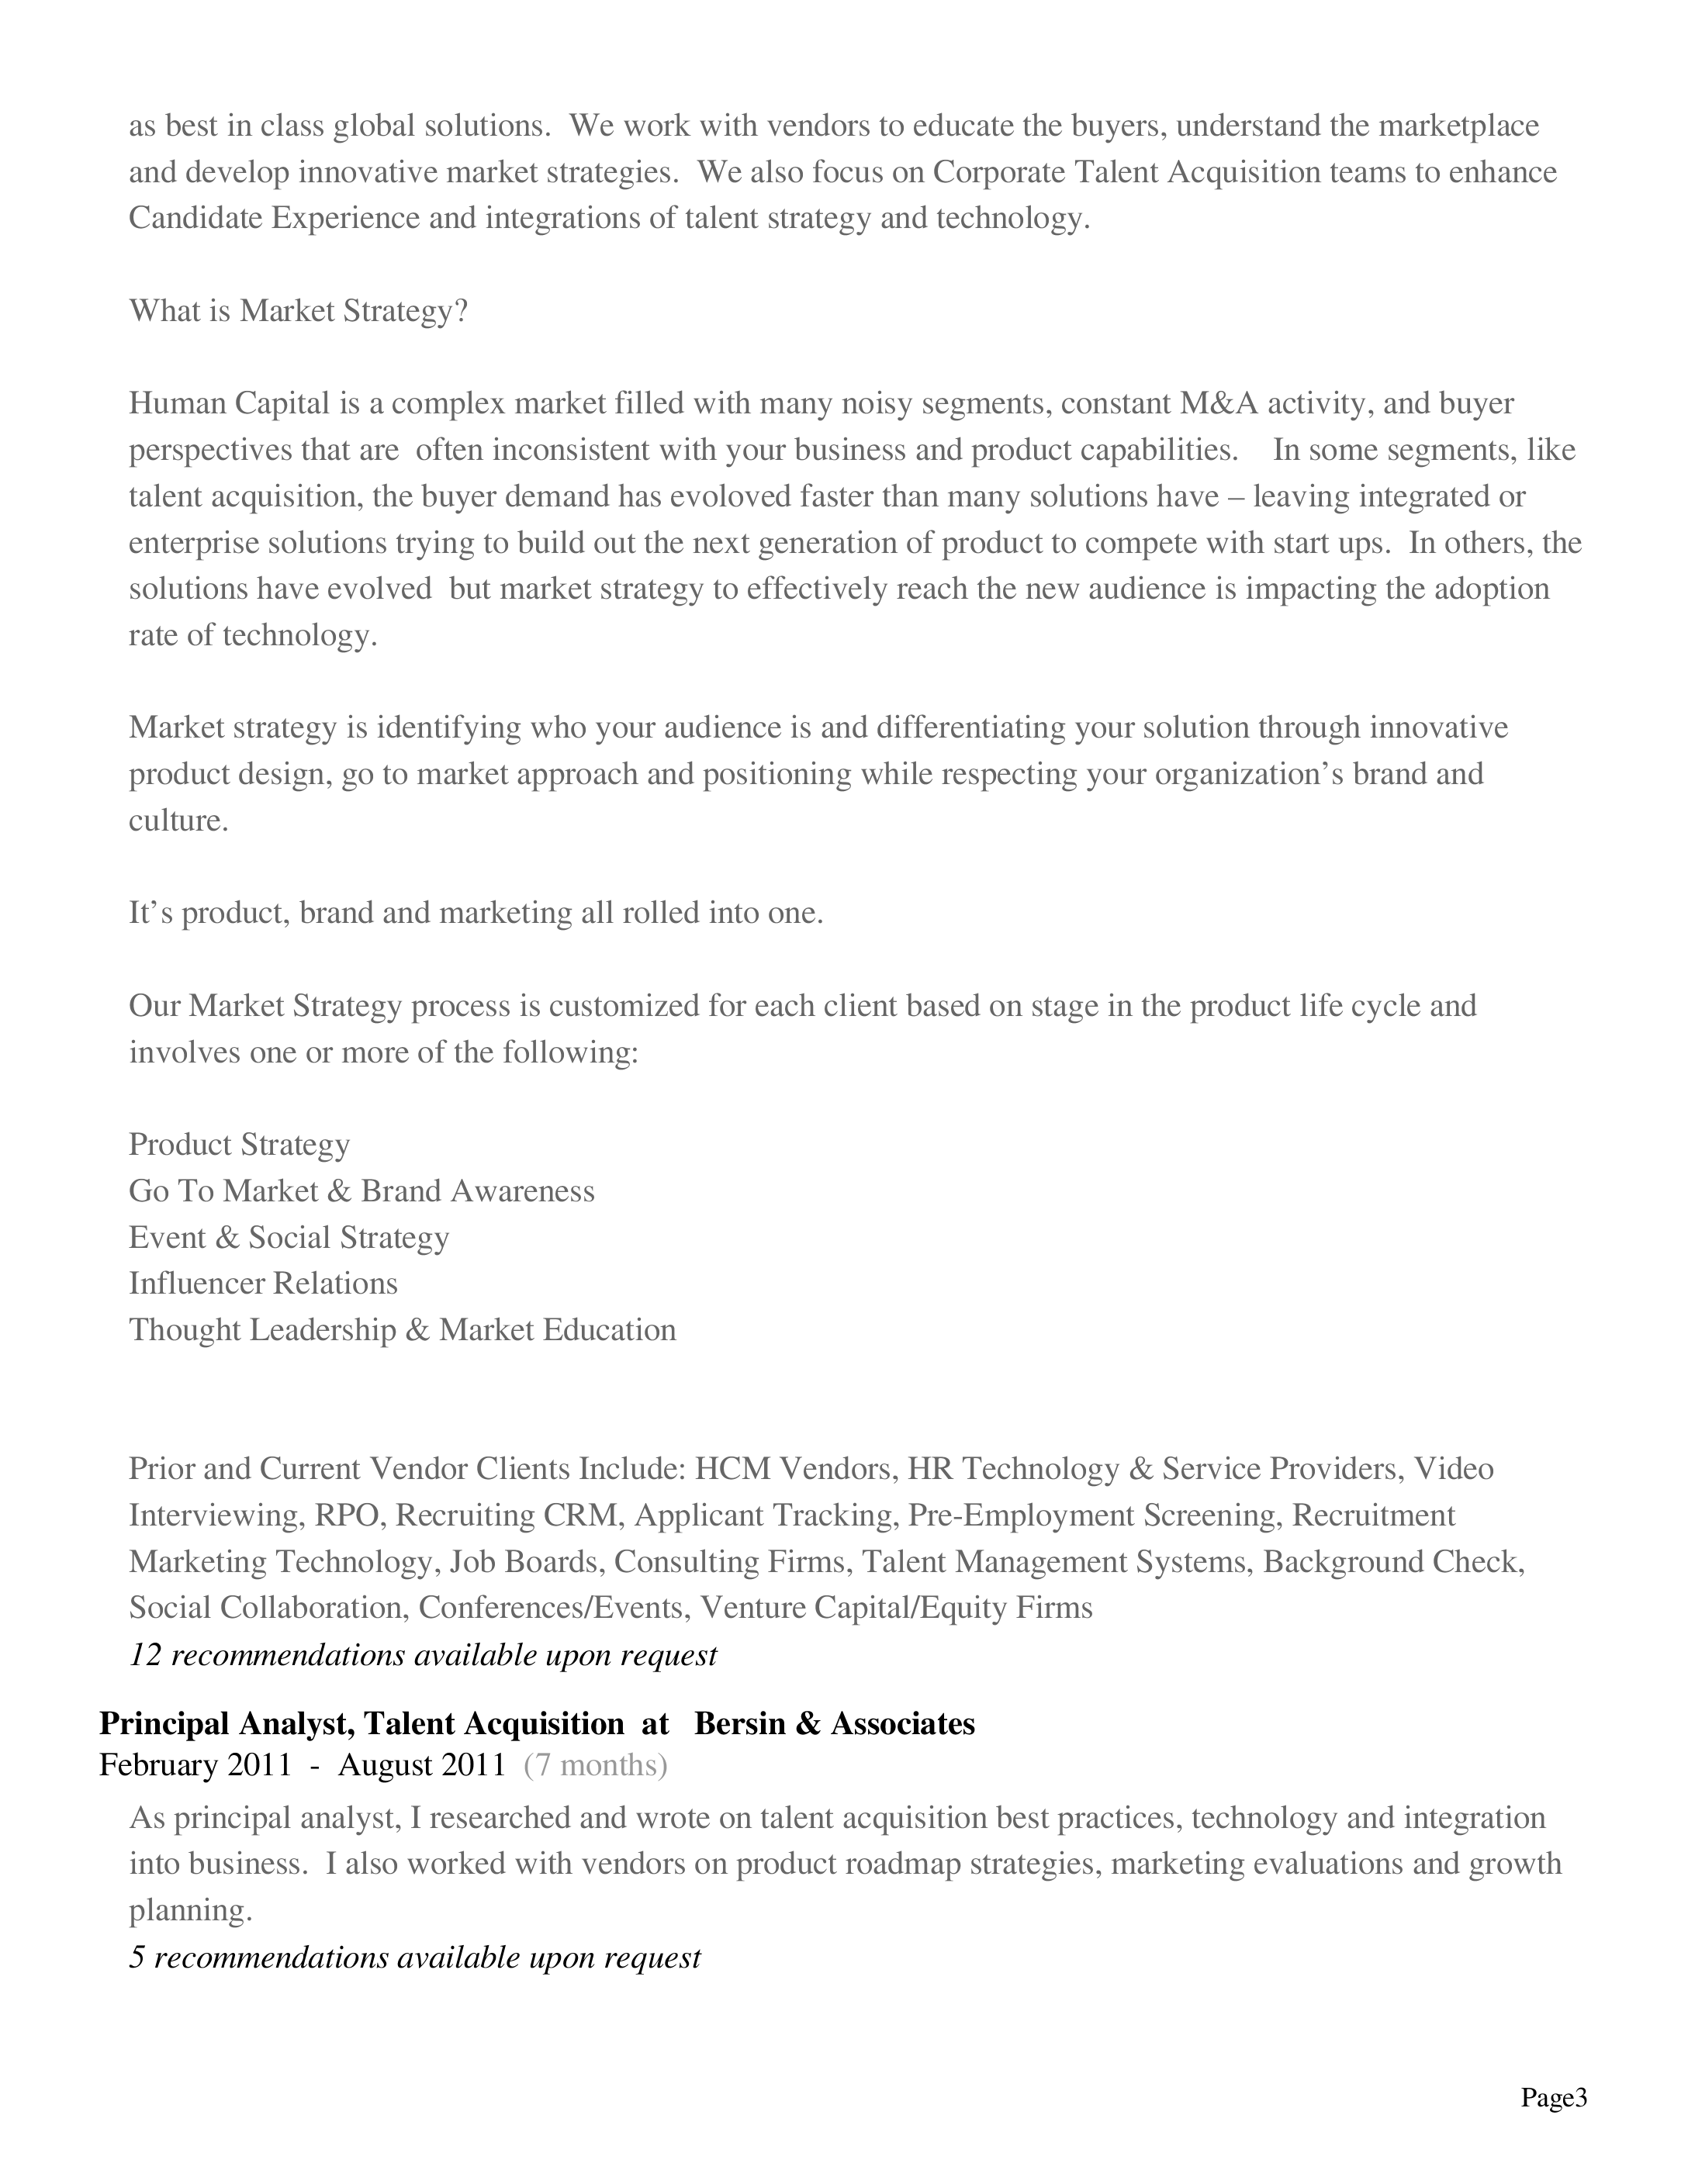 as best in class global solutions.  We work with vendors to educate the buyers, understand the marketplace
and develop innovative market strategies.  We also focus on Corporate Talent Acquisition teams to enhance
Candidate Experience and integrations of talent strategy and technology.
What is Market Strategy?
Human Capital is a complex market filled with many noisy segments, constant M&A activity, and buyer
perspectives that are  often inconsistent with your business and product capabilities.    In some segments, like
talent acquisition, the buyer demand has evoloved faster than many solutions have – leaving integrated or
enterprise solutions trying to build out the next generation of product to compete with start ups.  In others, the
solutions have evolved  but market strategy to effectively reach the new audience is impacting the adoption
rate of technology.
Market strategy is identifying who your audience is and differentiating your solution through innovative
product design, go to market approach and positioning while respecting your organization’s brand and
culture.
It’s product, brand and marketing all rolled into one.
Our Market Strategy process is customized for each client based on stage in the product life cycle and
involves one or more of the following:
Product Strategy
Go To Market & Brand Awareness
Event & Social Strategy
Influencer Relations
Thought Leadership & Market Education
Prior and Current Vendor Clients Include: HCM Vendors, HR Technology & Service Providers, Video
Interviewing, RPO, Recruiting CRM, Applicant Tracking, Pre-Employment Screening, Recruitment
Marketing Technology, Job Boards, Consulting Firms, Talent Management Systems, Background Check,
Social Collaboration, Conferences/Events, Venture Capital/Equity Firms
12 recommendations available upon request
Principal Analyst, Talent Acquisition  at   Bersin & Associates
February 2011  -  August 2011  (7 months)
As principal analyst, I researched and wrote on talent acquisition best practices, technology and integration
into business.  I also worked with vendors on product roadmap strategies, marketing evaluations and growth
planning.
5 recommendations available upon request
Page3